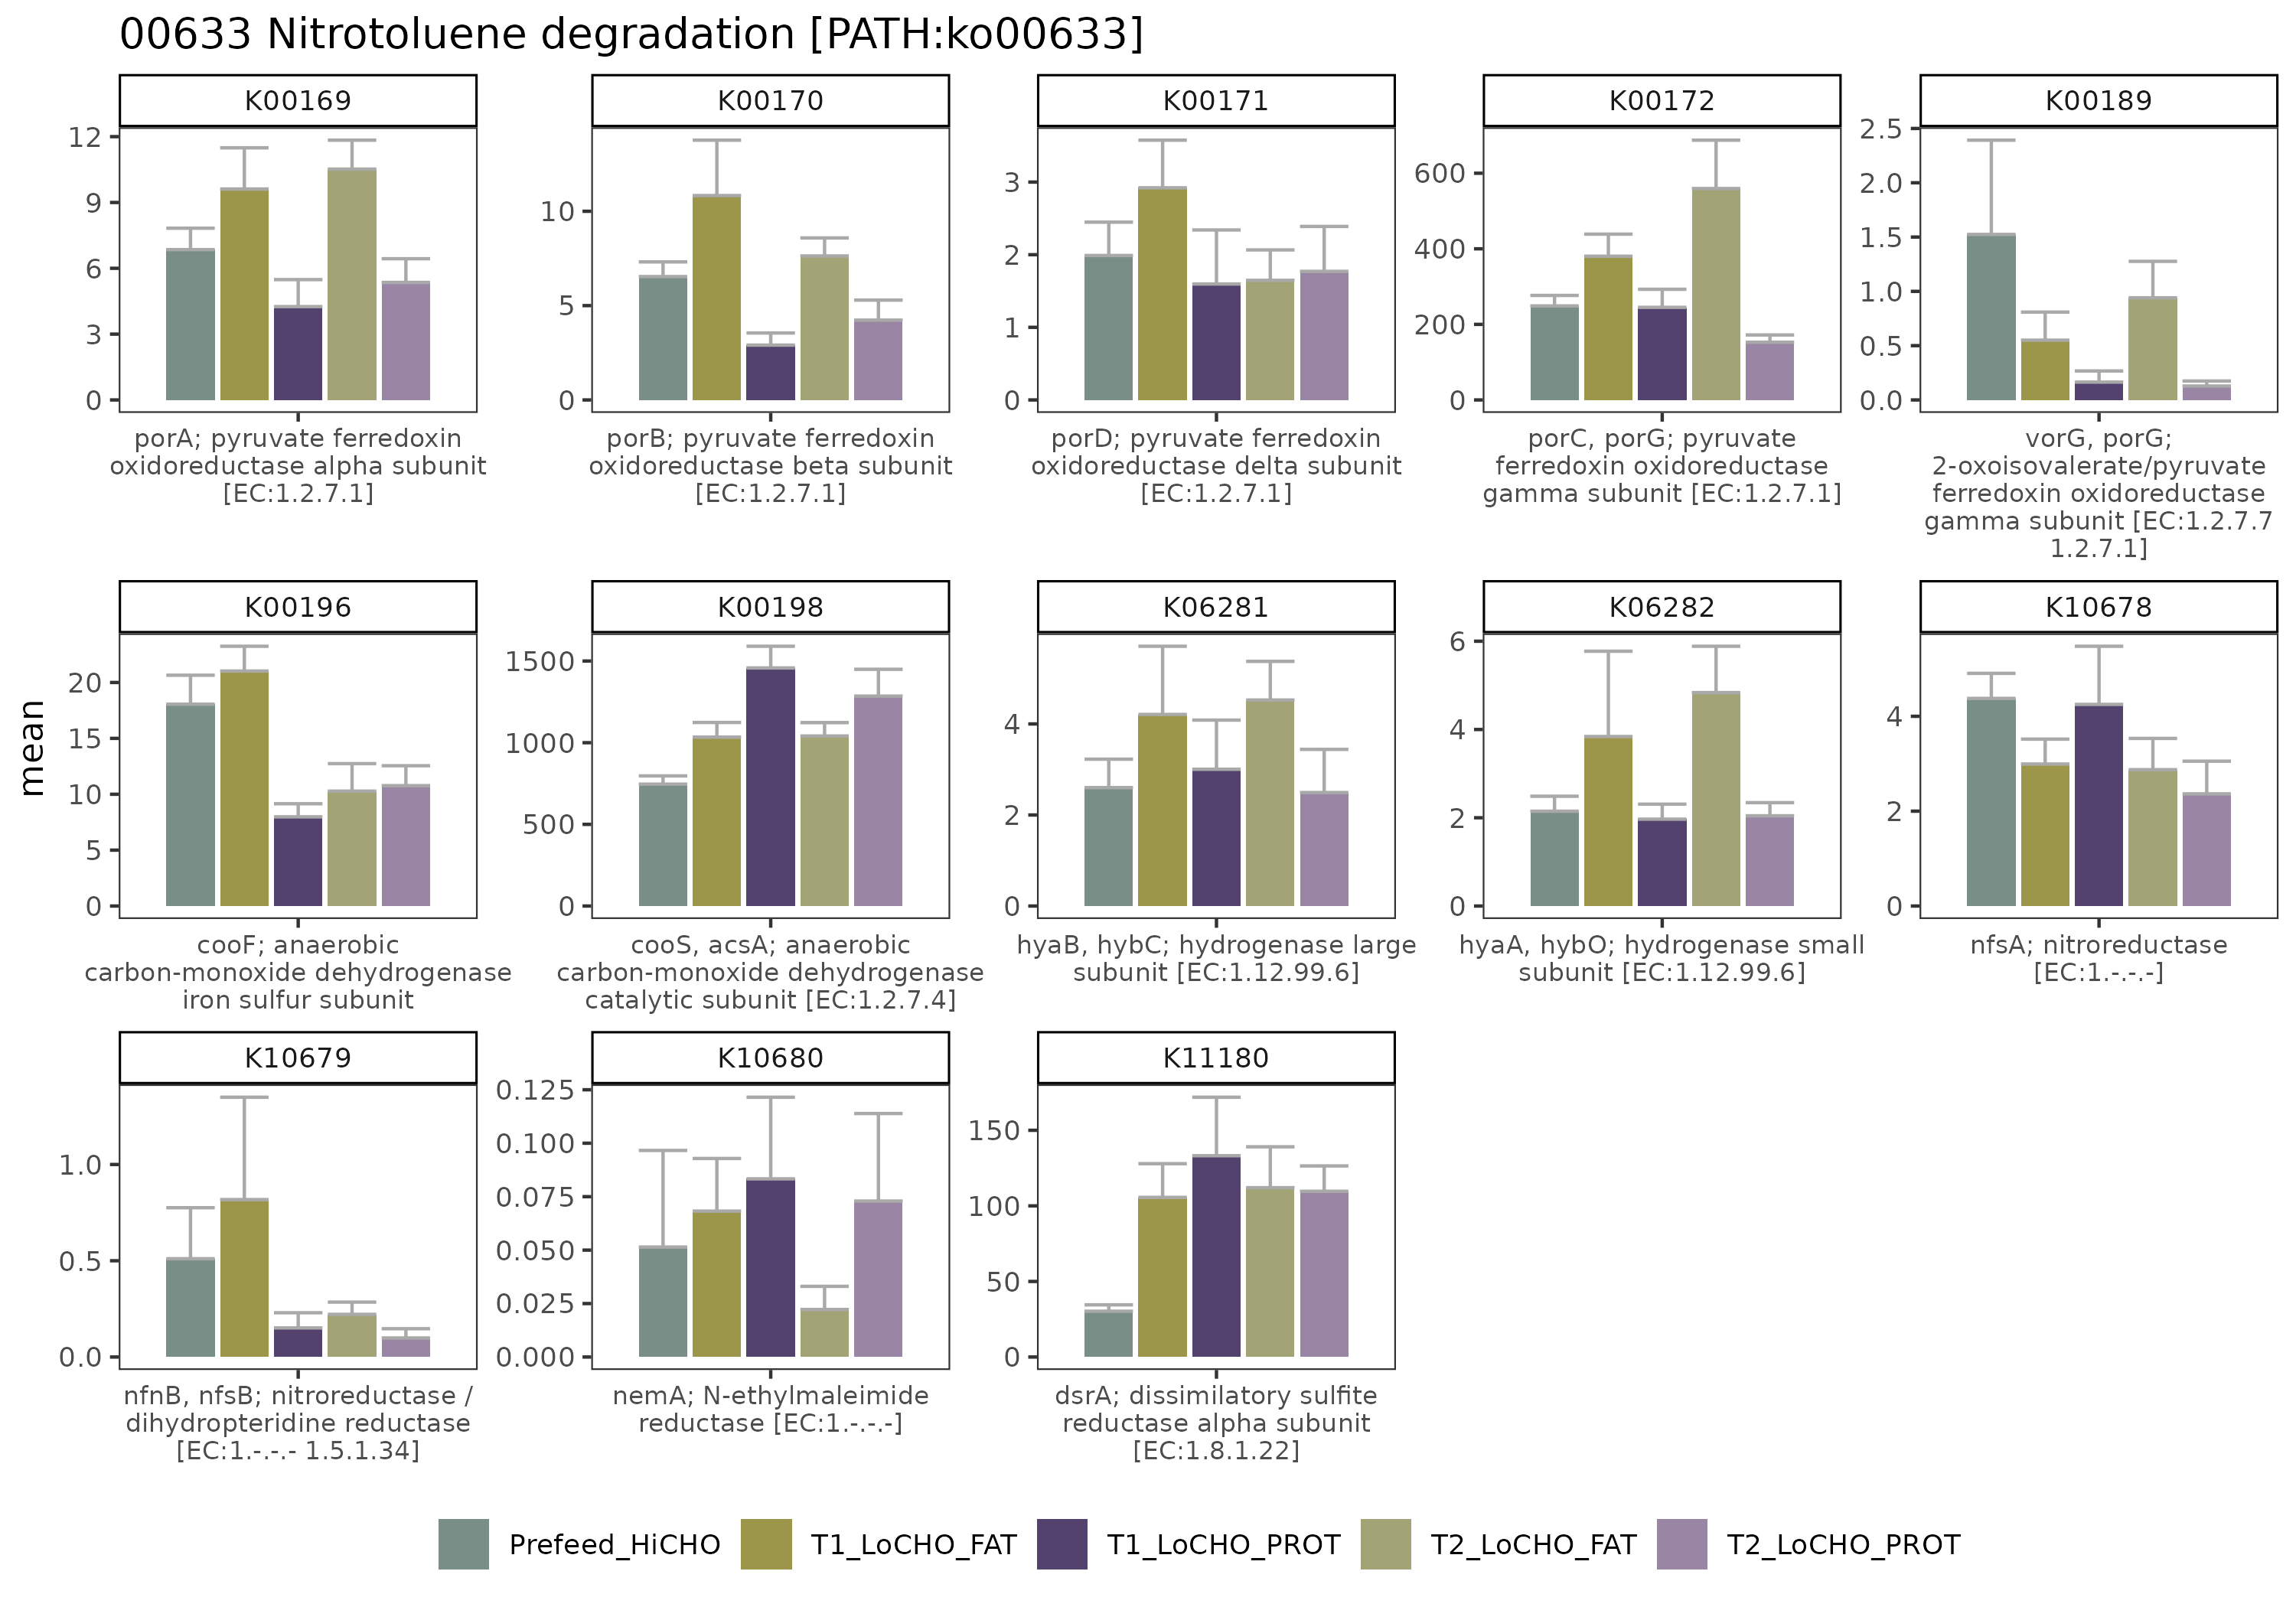 00633 Nitrotoluene degradation [PATH:ko00633]
K00169
K00170
K00171
K00172
K00189
12
9
6
3
0
10
5
0
3
2
1
0
600
400
200
0
2.5
2.0
1.5
1.0
0.5
0.0
porA; pyruvate ferredoxin
oxidoreductase alpha subunit
[EC:1.2.7.1]
porB; pyruvate ferredoxin
oxidoreductase beta subunit
[EC:1.2.7.1]
porD; pyruvate ferredoxin
oxidoreductase delta subunit
[EC:1.2.7.1]
porC, porG; pyruvate
ferredoxin oxidoreductase
gamma subunit [EC:1.2.7.1]
vorG, porG;
2-oxoisovalerate/pyruvate
ferredoxin oxidoreductase
gamma subunit [EC:1.2.7.7
1.2.7.1]
mean
K00196
K00198
K06281
K06282
K10678
20
15
10
5
0
1500
1000
500
0
4
2
0
6
4
2
0
4
2
0
cooF; anaerobic
carbon-monoxide dehydrogenase
iron sulfur subunit
cooS, acsA; anaerobic
carbon-monoxide dehydrogenase
catalytic subunit [EC:1.2.7.4]
hyaB, hybC; hydrogenase large
subunit [EC:1.12.99.6]
hyaA, hybO; hydrogenase small
subunit [EC:1.12.99.6]
nfsA; nitroreductase
[EC:1.-.-.-]
K10679
K10680
K11180
1.0
0.5
0.0
0.125
0.100
0.075
0.050
0.025
0.000
150
100
50
0
nfnB, nfsB; nitroreductase /
dihydropteridine reductase
[EC:1.-.-.- 1.5.1.34]
nemA; N-ethylmaleimide
reductase [EC:1.-.-.-]
dsrA; dissimilatory sulfite
reductase alpha subunit
[EC:1.8.1.22]
Prefeed_HiCHO
T1_LoCHO_FAT
T1_LoCHO_PROT
T2_LoCHO_FAT
T2_LoCHO_PROT